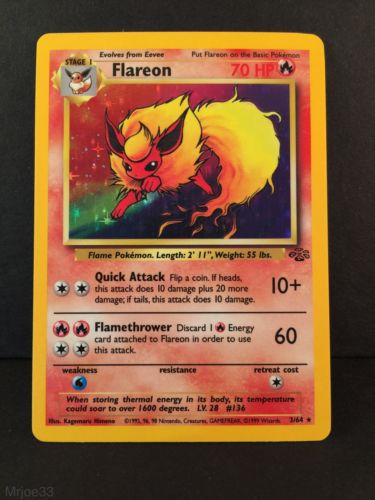 Evolves from Eevee Put Flareon on the Basic Pokémon
STAGE 1
Flareon 70 HP
Flame Pokémon. Length: 2' 11", Weight: 55 lbs.
Quick Attack Flip a coin. If heads,
this attack does 10 damage plus 20 more
damage; if tails, this attack does 10 damage.
10+
Flamethrower Discard 1 Energy
card attached to Flareon in order to use
this attack.
60
weakness resistance retreat cost
When storing thermal energy in its body, its temperature
could soar to over 1600 degrees. LV. 28 #136
Illus. Kagemaru Himeno ©1995, 96, 98 Nintendo, Creatures, GAMEFREAK. ©1999 Wizards. 3/64
Mrjoe33